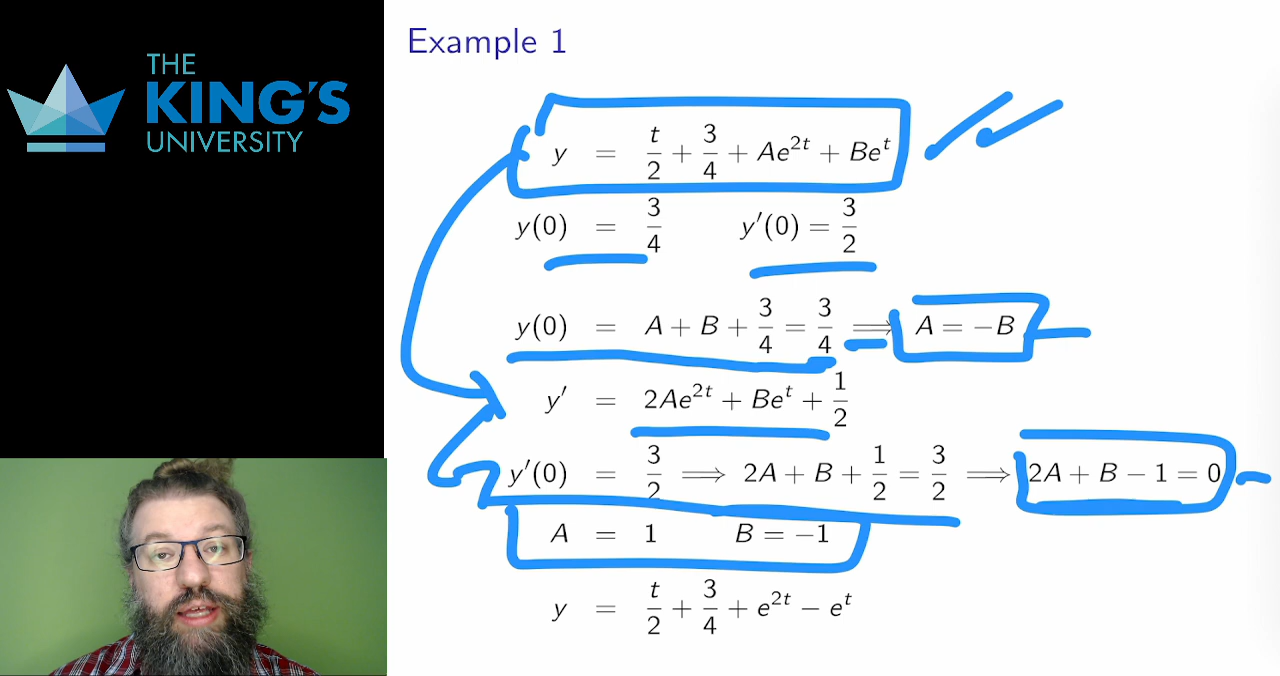 THE
KING'S
UNIVERSITY
Example 1
y = t/2 + 3/4 + Ae^{2t} + Be^t
y(0) = 3/4 y′(0) = 3/2
y(0) = A + B + 3/4 = 3/4 ⟹ A = −B
y′ = 2Ae^{2t} + Be^t + 1/2
y′(0) = 3/2 ⟹ 2A + B + 1/2 = 3/2 ⟹ 2A + B − 1 = 0
A = 1 B = −1
y = t/2 + 3/4 + e^{2t} − e^t